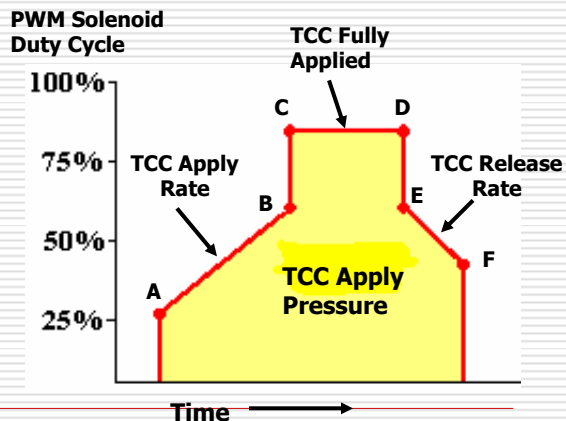 PWM Solenoid
Duty Cycle
TCC Fully
Applied
100%
C
D
75%
TCC Apply
Rate
TCC Release
Rate
B
E
50%
F
A
TCC Apply
Pressure
25%
Time